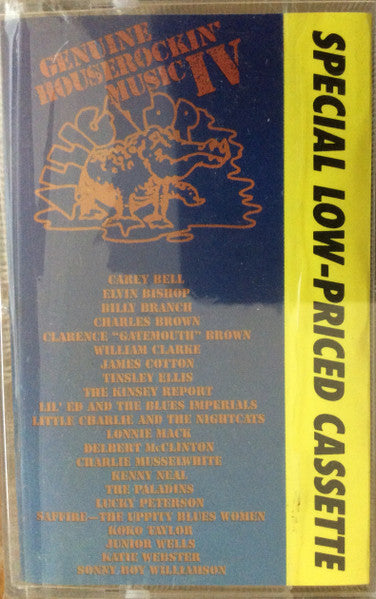 GENUINE
HOUSEROCKIN'
MUSIC IV
ALLIGATOR
CAREY BELL
ELVIN BISHOP
BILLY BRANCH
CHARLES BROWN
CLARENCE "GATEMOUTH" BROWN
WILLIAM CLARKE
JAMES COTTON
TINSLEY ELLIS
THE KINSEY REPORT
LIL' ED AND THE BLUES IMPERIALS
LITTLE CHARLIE AND THE NIGHTCATS
LONNIE MACK
DELBERT McCLINTON
CHARLIE MUSSELWHITE
KENNY NEAL
THE PALADINS
LUCKY PETERSON
SAFFIRE—THE UPPITY BLUES WOMEN
KOKO TAYLOR
JUNIOR WELLS
KATIE WEBSTER
SONNY BOY WILLIAMSON
SPECIAL LOW-PRICED CASSETTE